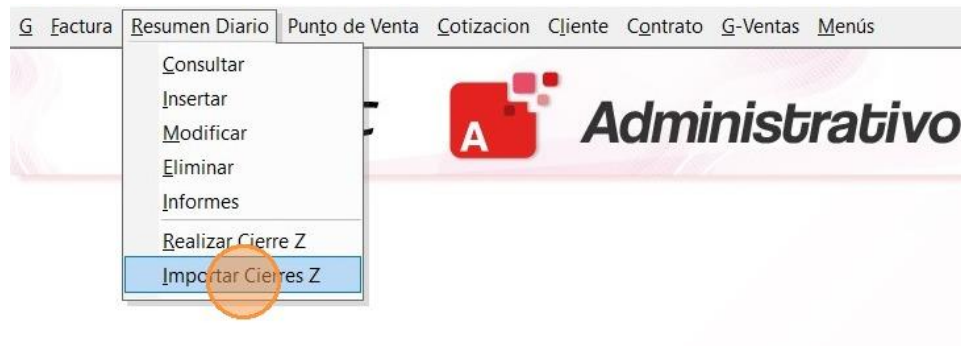 G Factura Resumen Diario Punto de Venta Cotizacion Cliente Contrato G-Ventas Menús
Consultar
Insertar
Modificar
Eliminar
Informes
Realizar Cierre Z
Importar Cierres Z
A Administrativo